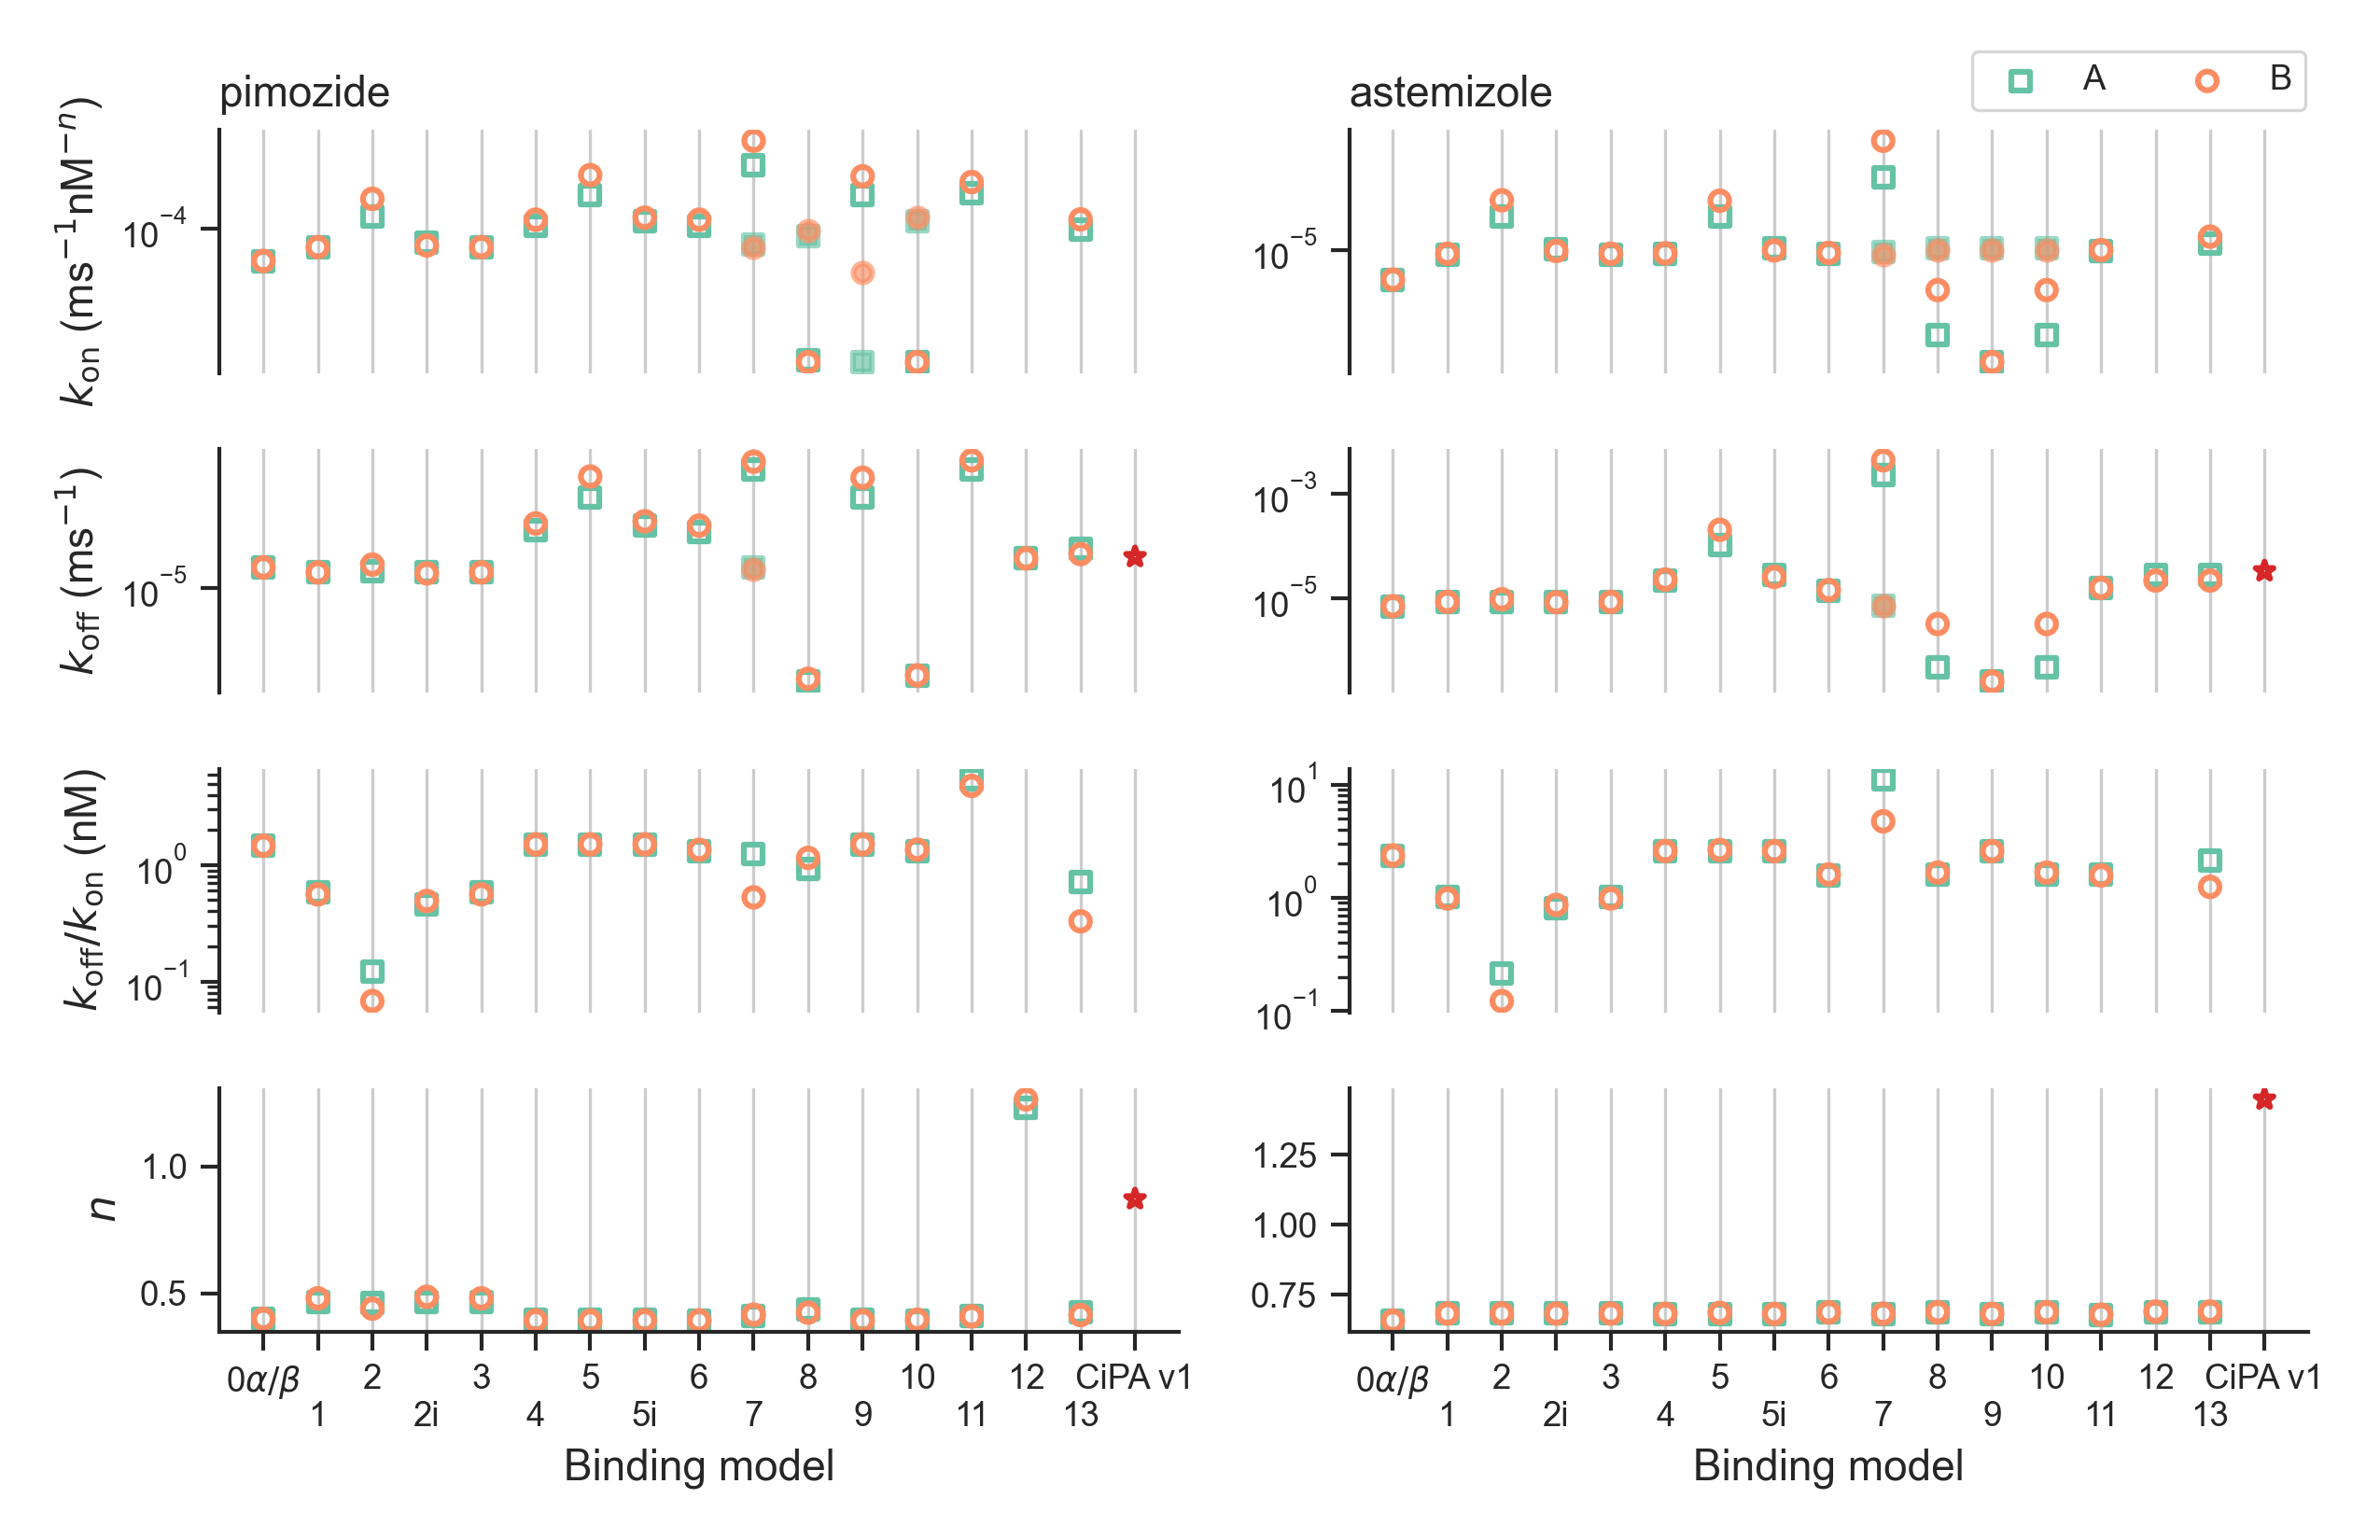 A B
pimozide astemizole
k_on (ms⁻¹nM⁻ⁿ)
10⁻⁴
10⁻⁵
k_off (ms⁻¹)
10⁻⁵
10⁻³
10⁻⁵
k_off/k_on (nM)
10⁰
10⁻¹
10¹
10⁰
10⁻¹
n
1.0
0.5
1.25
1.00
0.75
0α/β 2 3 5 6 8 10 12 CiPA v1
1 2i 4 5i 7 9 11 13
Binding model
0α/β 2 3 5 6 8 10 12 CiPA v1
1 2i 4 5i 7 9 11 13
Binding model